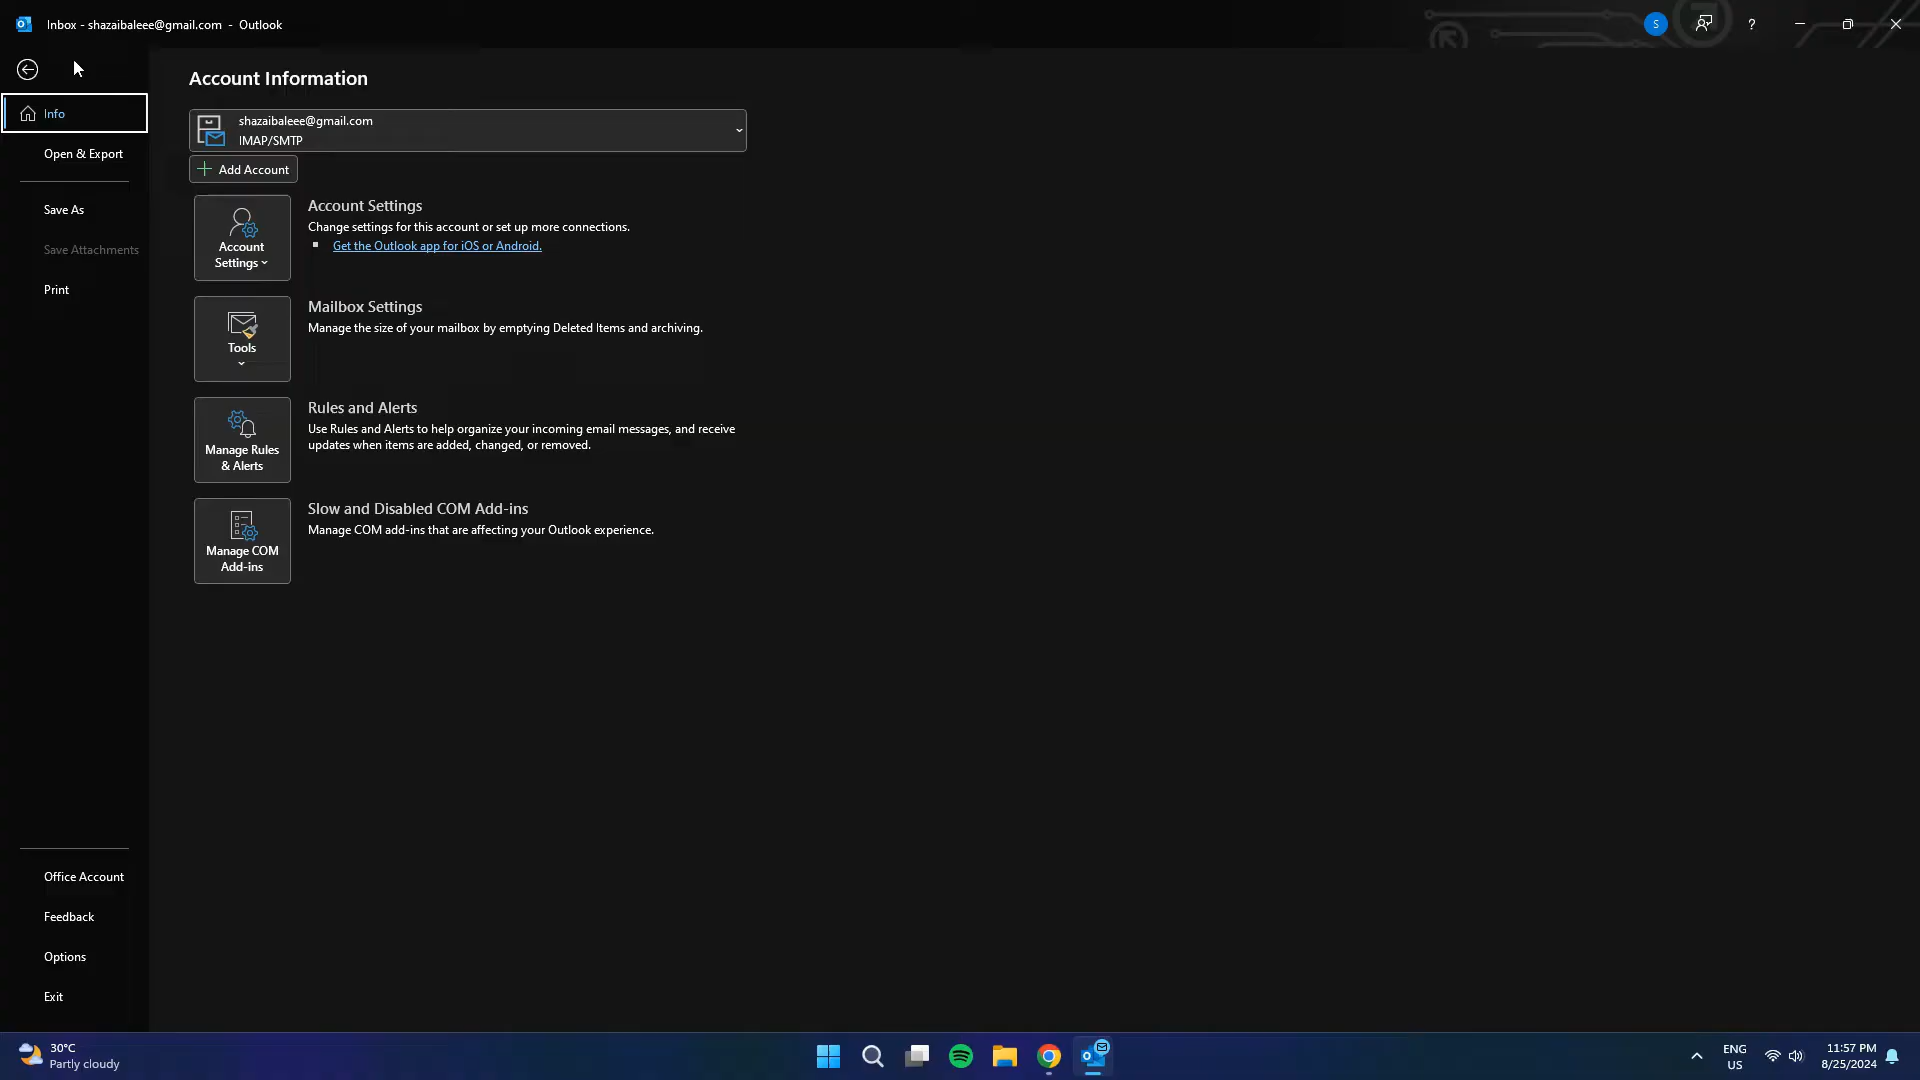 Inbox - shazaibaleee@gmail.com - Outlook
S
?
Account Information
Info
shazaibaleee@gmail.com
IMAP/SMTP
Open & Export
Add Account
Save As
Account Settings
Change settings for this account or set up more connections.
Get the Outlook app for iOS or Android.
Account
Settings
Save Attachments
Print
Mailbox Settings
Manage the size of your mailbox by emptying Deleted Items and archiving.
Tools
Rules and Alerts
Use Rules and Alerts to help organize your incoming email messages, and receive
updates when items are added, changed, or removed.
Manage Rules
& Alerts
Slow and Disabled COM Add-ins
Manage COM add-ins that are affecting your Outlook experience.
Manage COM
Add-ins
Office Account
Feedback
Options
Exit
30°C
Partly cloudy
ENG
US
11:57 PM
8/25/2024